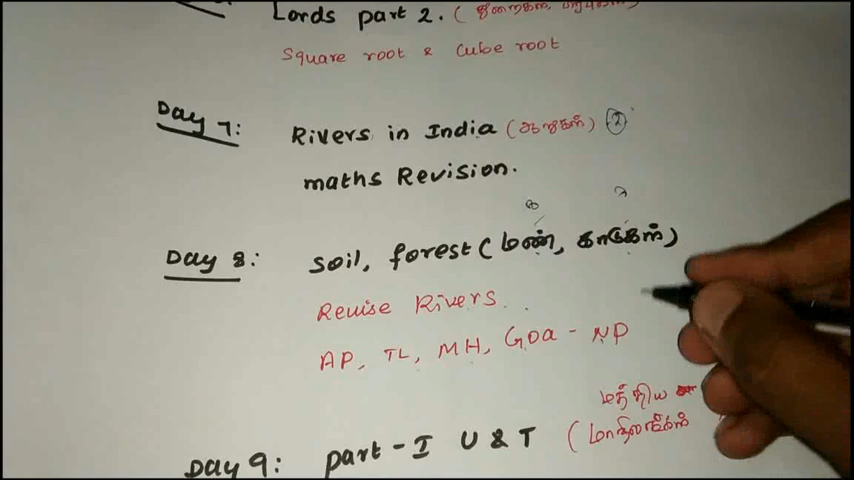 Lords part 2.
Square root & Cube root
Day 7: Rivers in India (ஆறுகள்) 2
maths Revision.
Day 8: Soil, forest (மண், காடுகள்)
Revise Rivers.
AP, TL, MH, Goa - NP
Day 9: part - I U & T (மத்திய
மாநிலங்கள்